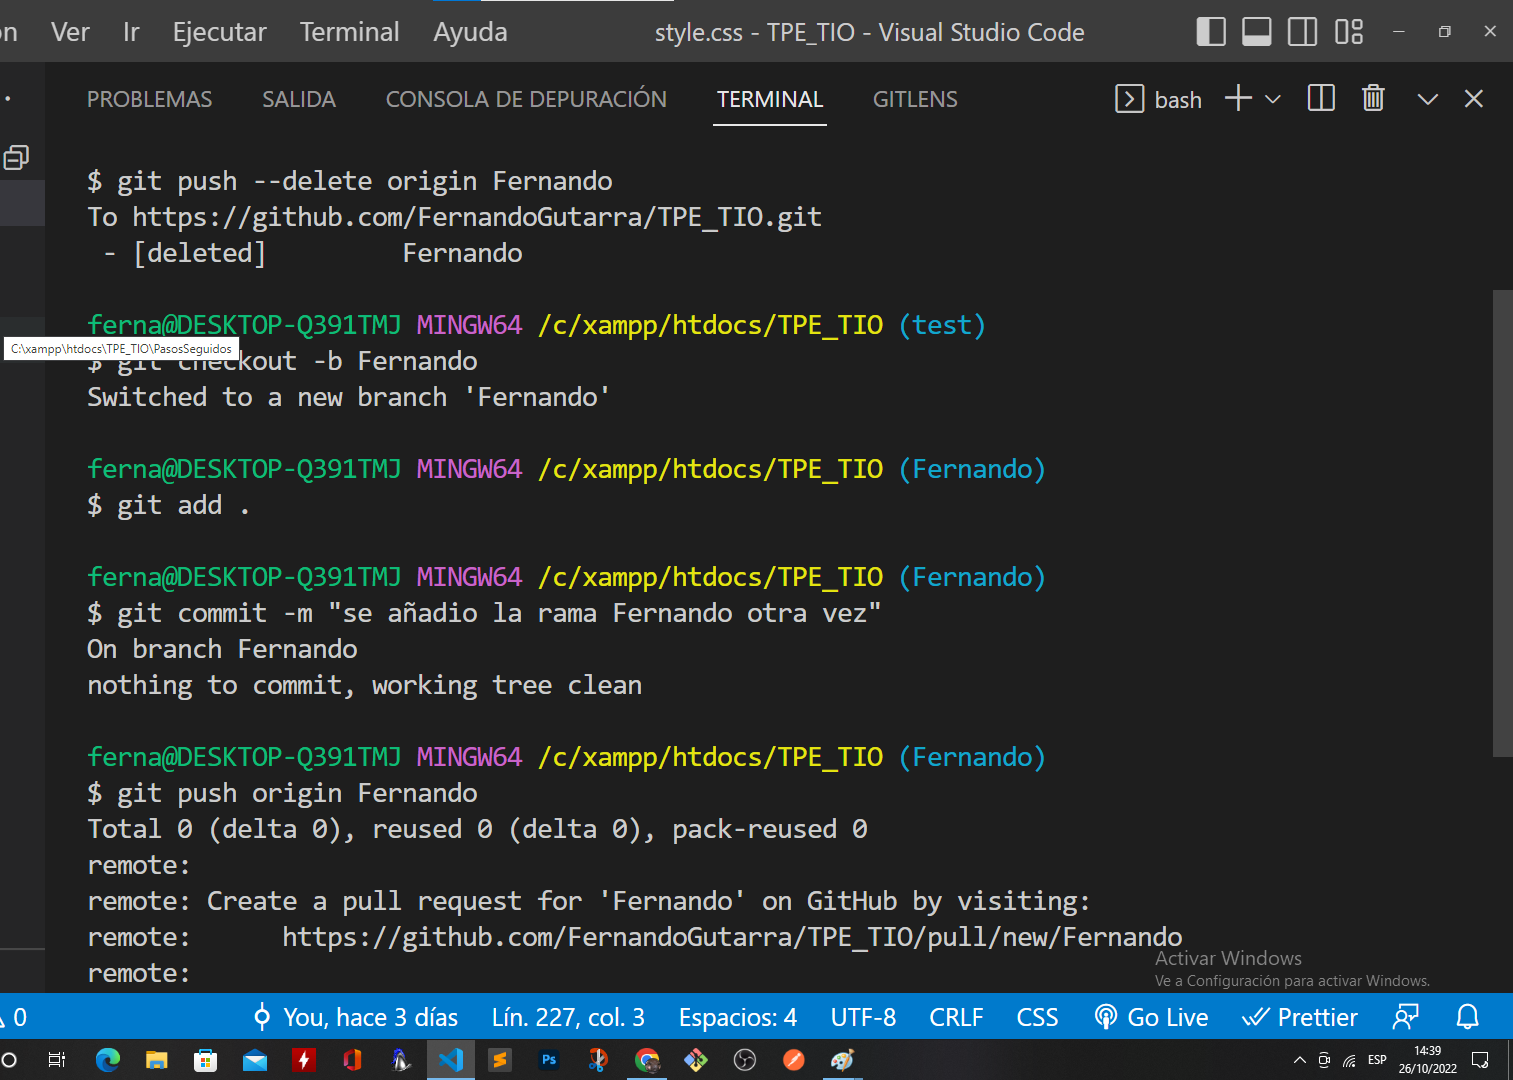 Ver Ir Ejecutar Terminal Ayuda style.css - TPE_TIO - Visual Studio Code
PROBLEMAS SALIDA CONSOLA DE DEPURACIÓN TERMINAL GITLENS bash
$ git push --delete origin Fernando
To https://github.com/FernandoGutarra/TPE_TIO.git
 - [deleted]         Fernando
ferna@DESKTOP-Q391TMJ MINGW64 /c/xampp/htdocs/TPE_TIO (test)
C:\xampp\htdocs\TPE_TIO\PasosSeguidos
$ git checkout -b Fernando
Switched to a new branch 'Fernando'
ferna@DESKTOP-Q391TMJ MINGW64 /c/xampp/htdocs/TPE_TIO (Fernando)
$ git add .
ferna@DESKTOP-Q391TMJ MINGW64 /c/xampp/htdocs/TPE_TIO (Fernando)
$ git commit -m "se añadio la rama Fernando otra vez"
On branch Fernando
nothing to commit, working tree clean
ferna@DESKTOP-Q391TMJ MINGW64 /c/xampp/htdocs/TPE_TIO (Fernando)
$ git push origin Fernando
Total 0 (delta 0), reused 0 (delta 0), pack-reused 0
remote:
remote: Create a pull request for 'Fernando' on GitHub by visiting:
remote:      https://github.com/FernandoGutarra/TPE_TIO/pull/new/Fernando
remote:
Activar Windows
Ve a Configuración para activar Windows.
0 You, hace 3 días Lín. 227, col. 3 Espacios: 4 UTF-8 CRLF CSS Go Live Prettier
Ps ESP 14:39
26/10/2022